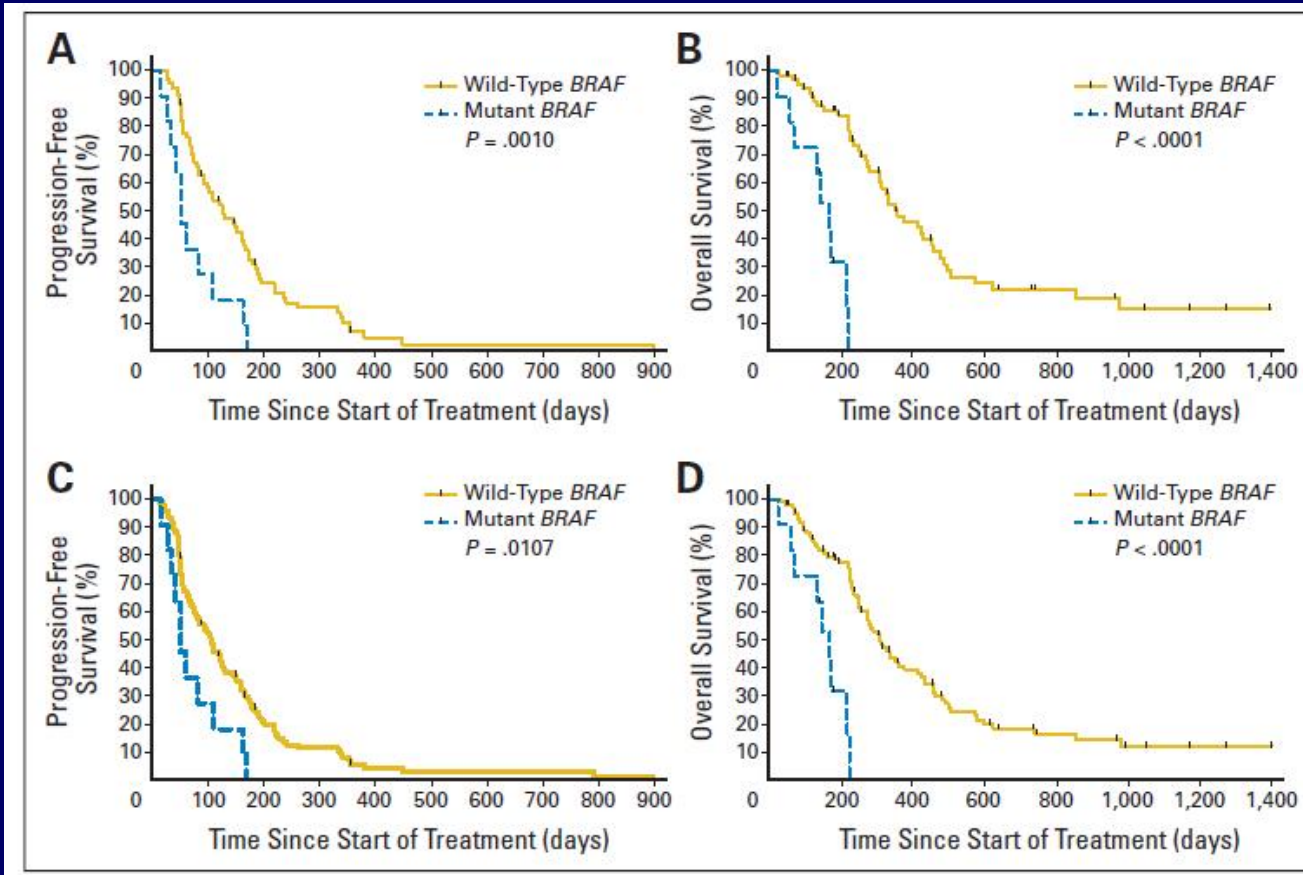 A
Progression-Free
Survival (%)
100
90
80
70
60
50
40
30
20
10
0
100
200
300
400
500
600
700
800
900
Time Since Start of Treatment (days)
Wild-Type BRAF
Mutant BRAF
P = .0010
B
Overall Survival (%)
100
90
80
70
60
50
40
30
20
10
0
200
400
600
800
1,000
1,200
1,400
Time Since Start of Treatment (days)
Wild-Type BRAF
Mutant BRAF
P < .0001
C
Progression-Free
Survival (%)
100
90
80
70
60
50
40
30
20
10
0
100
200
300
400
500
600
700
800
900
Time Since Start of Treatment (days)
Wild-Type BRAF
Mutant BRAF
P = .0107
D
Overall Survival (%)
100
90
80
70
60
50
40
30
20
10
0
200
400
600
800
1,000
1,200
1,400
Time Since Start of Treatment (days)
Wild-Type BRAF
Mutant BRAF
P < .0001